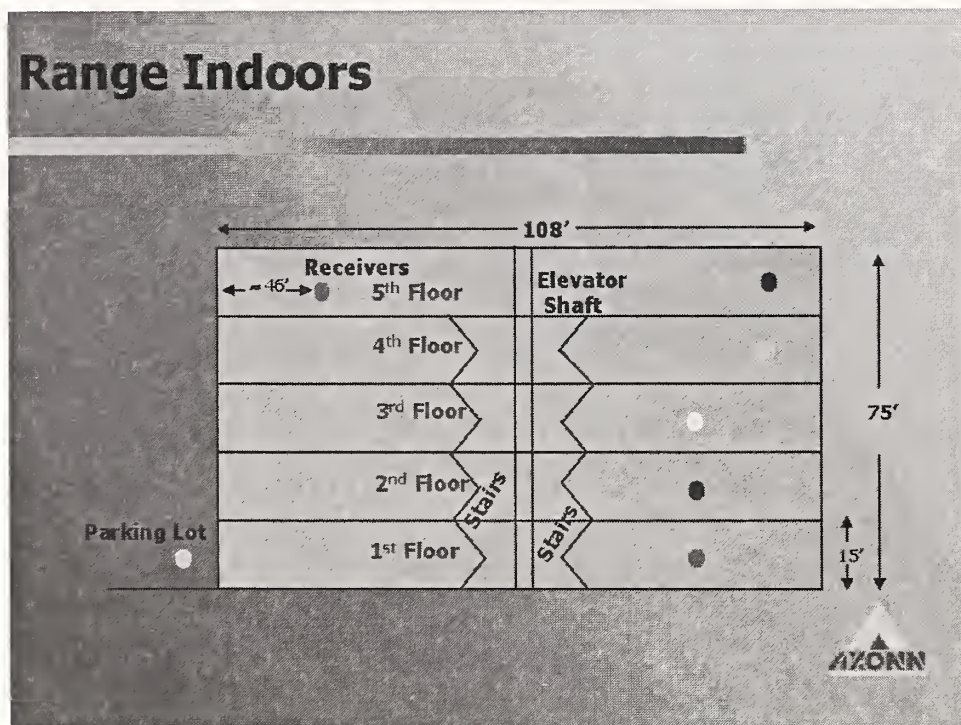 Range Indoors
108'
Receivers
≈ 46'
5th Floor
Elevator
Shaft
4th Floor
3rd Floor
75'
2nd Floor
Stairs
Stairs
Parking Lot
1st Floor
15'
AXONN